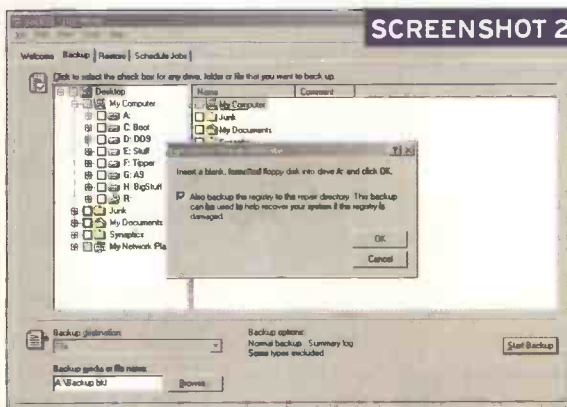 SCREENSHOT 2
Welcome Backup Restore Schedule Jobs
Click to select the check box for any drive, folder or file that you want to back up.
Desktop
My Computer
A:
C: Boot
D: DD9
E: Stuff
F: Tipper
G: A9
H: BigStuff
R:
Junk
My Documents
Synaptics
My Network Pla
Name Comment
My Computer
Junk
My Documents
Insert a blank, formatted floppy disk into drive A: and click OK.
Also backup the registry to the repair directory. This backup
can be used to help recover your system if the registry is
damaged.
OK
Cancel
Backup destination:
File
Backup media or file name:
A:\Backup.bkf
Browse...
Backup options:
Normal backup. Summary log.
Some types excluded.
Start Backup